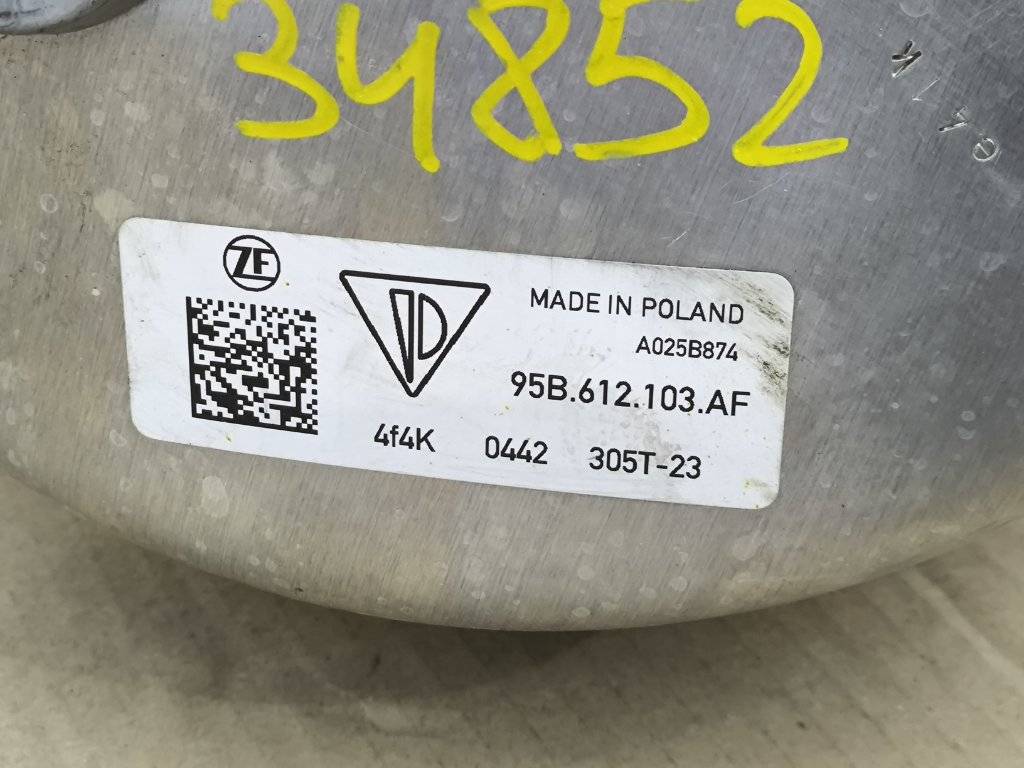 34852
ZF
MADE IN POLAND
A025B874
95B.612.103.AF
4f4K 0442 305T-23